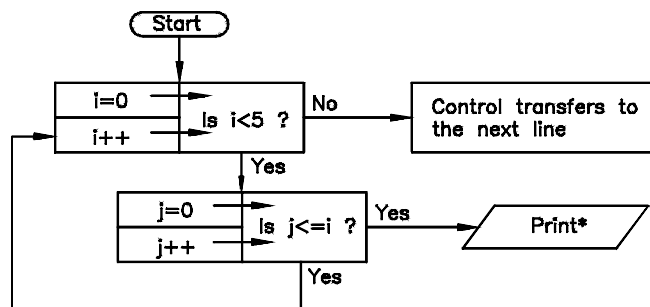 Start
i=0
i++
Is i<5 ?
No
Control transfers to
the next line
Yes
j=0
j++
Is j<=i ?
Yes
Print*
Yes